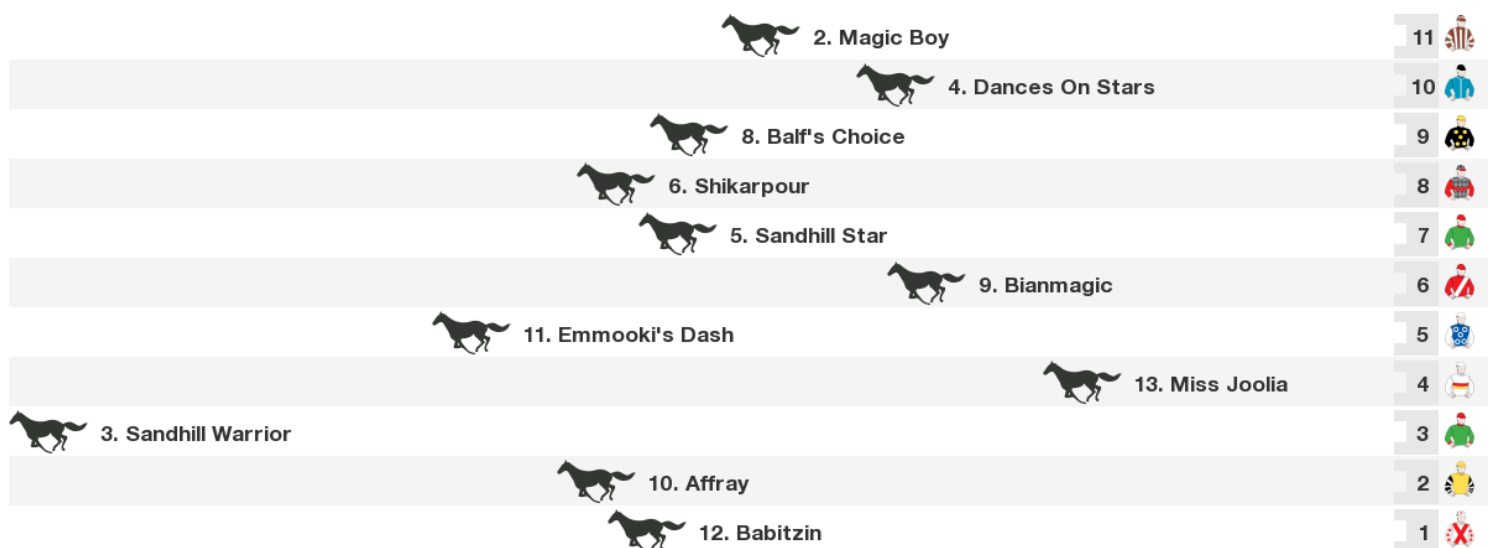 2. Magic Boy 11
4. Dances On Stars 10
8. Balf's Choice 9
6. Shikarpour 8
5. Sandhill Star 7
9. Bianmagic 6
11. Emmooki's Dash 5
13. Miss Joolia 4
3. Sandhill Warrior 3
10. Affray 2
12. Babitzin 1